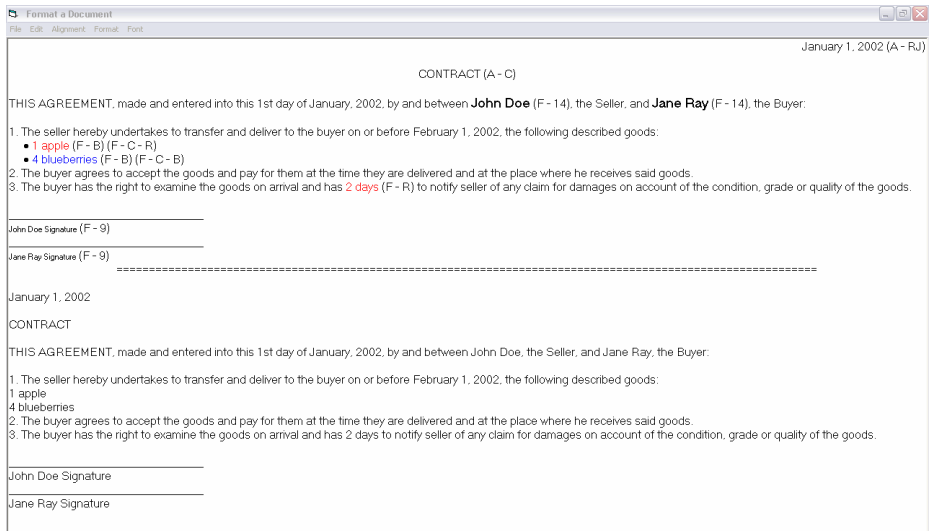 Format a Document
File Edit Alignment Format Font
January 1, 2002 (A - RJ)
CONTRACT (A - C)
THIS AGREEMENT, made and entered into this 1st day of January, 2002, by and between John Doe (F - 14), the Seller, and Jane Ray (F - 14), the Buyer:
1. The seller hereby undertakes to transfer and deliver to the buyer on or before February 1, 2002, the following described goods:
● 1 apple (F - B) (F - C - R)
● 4 blueberries (F - B) (F - C - B)
2. The buyer agrees to accept the goods and pay for them at the time they are delivered and at the place where he receives said goods.
3. The buyer has the right to examine the goods on arrival and has 2 days (F - R) to notify seller of any claim for damages on account of the condition, grade or quality of the goods.
John Doe Signature (F - 9)
Jane Ray Signature (F - 9)
============================================================================================================
January 1, 2002
CONTRACT
THIS AGREEMENT, made and entered into this 1st day of January, 2002, by and between John Doe, the Seller, and Jane Ray, the Buyer:
1. The seller hereby undertakes to transfer and deliver to the buyer on or before February 1, 2002, the following described goods:
1 apple
4 blueberries
2. The buyer agrees to accept the goods and pay for them at the time they are delivered and at the place where he receives said goods.
3. The buyer has the right to examine the goods on arrival and has 2 days to notify seller of any claim for damages on account of the condition, grade or quality of the goods.
John Doe Signature
Jane Ray Signature